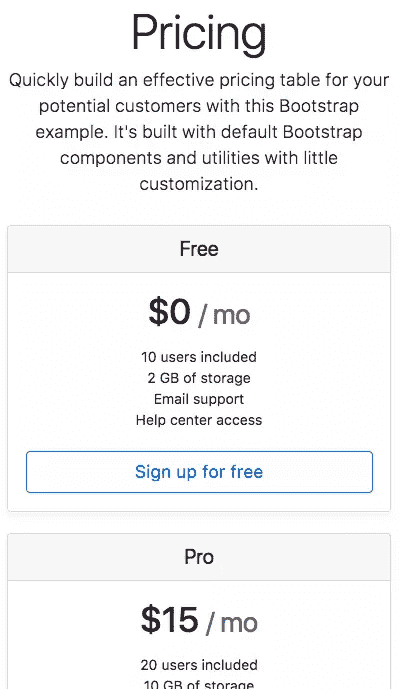 Pricing
Quickly build an effective pricing table for your
potential customers with this Bootstrap
example. It's built with default Bootstrap
components and utilities with little
customization.
Free
$0 / mo
10 users included
2 GB of storage
Email support
Help center access
Sign up for free
Pro
$15 / mo
20 users included
10 GB of storage